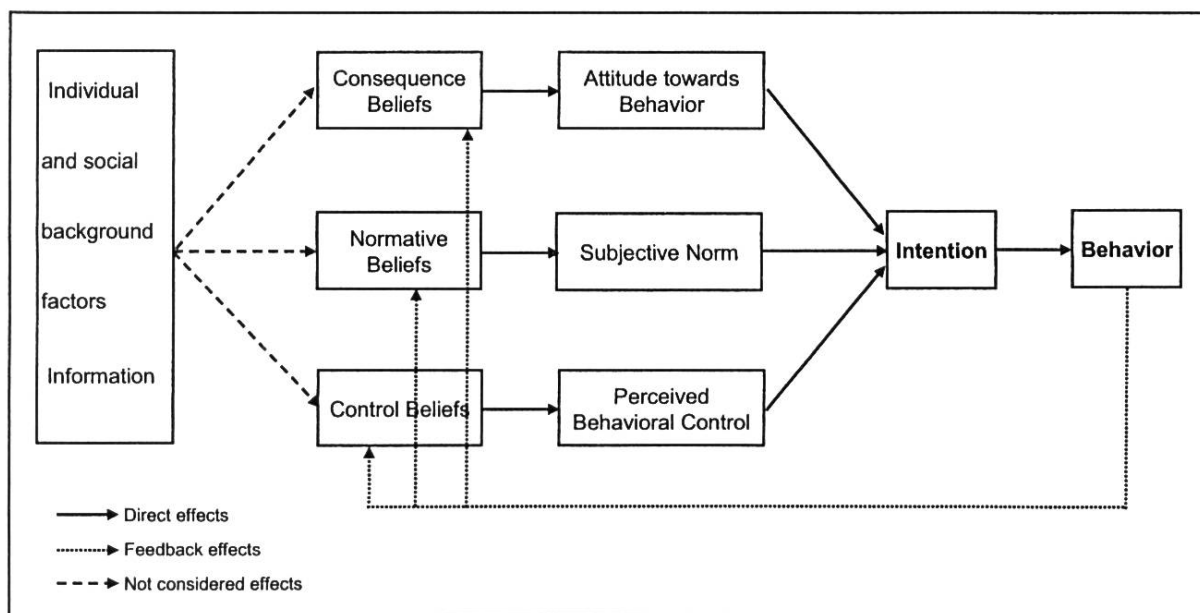 Individual
and social
background
factors
Information
Consequence
Beliefs
Attitude towards
Behavior
Normative
Beliefs
Subjective Norm
Intention
Behavior
Control Beliefs
Perceived
Behavioral Control
Direct effects
Feedback effects
Not considered effects